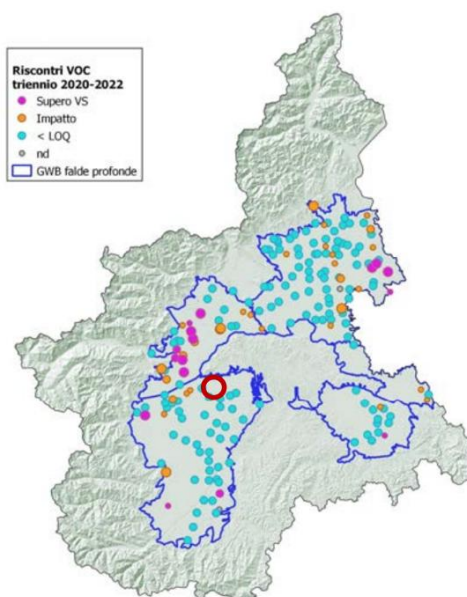 Riscontri VOC
triennio 2020-2022
Supero VS
Impatto
< LOQ
nd
GWB falde profonde